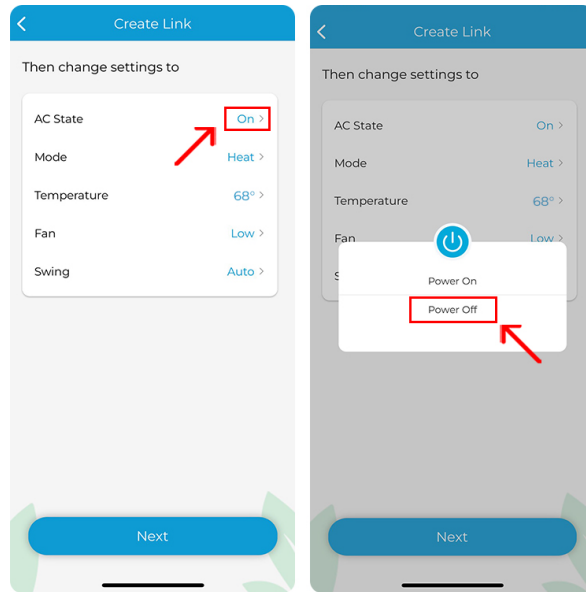 Create Link
Then change settings to
AC State On >
Mode Heat >
Temperature 68° >
Fan Low >
Swing Auto >
Next
Create Link
Then change settings to
AC State On >
Mode Heat >
Temperature 68° >
Fan Low >
S
Power On
Power Off
Next